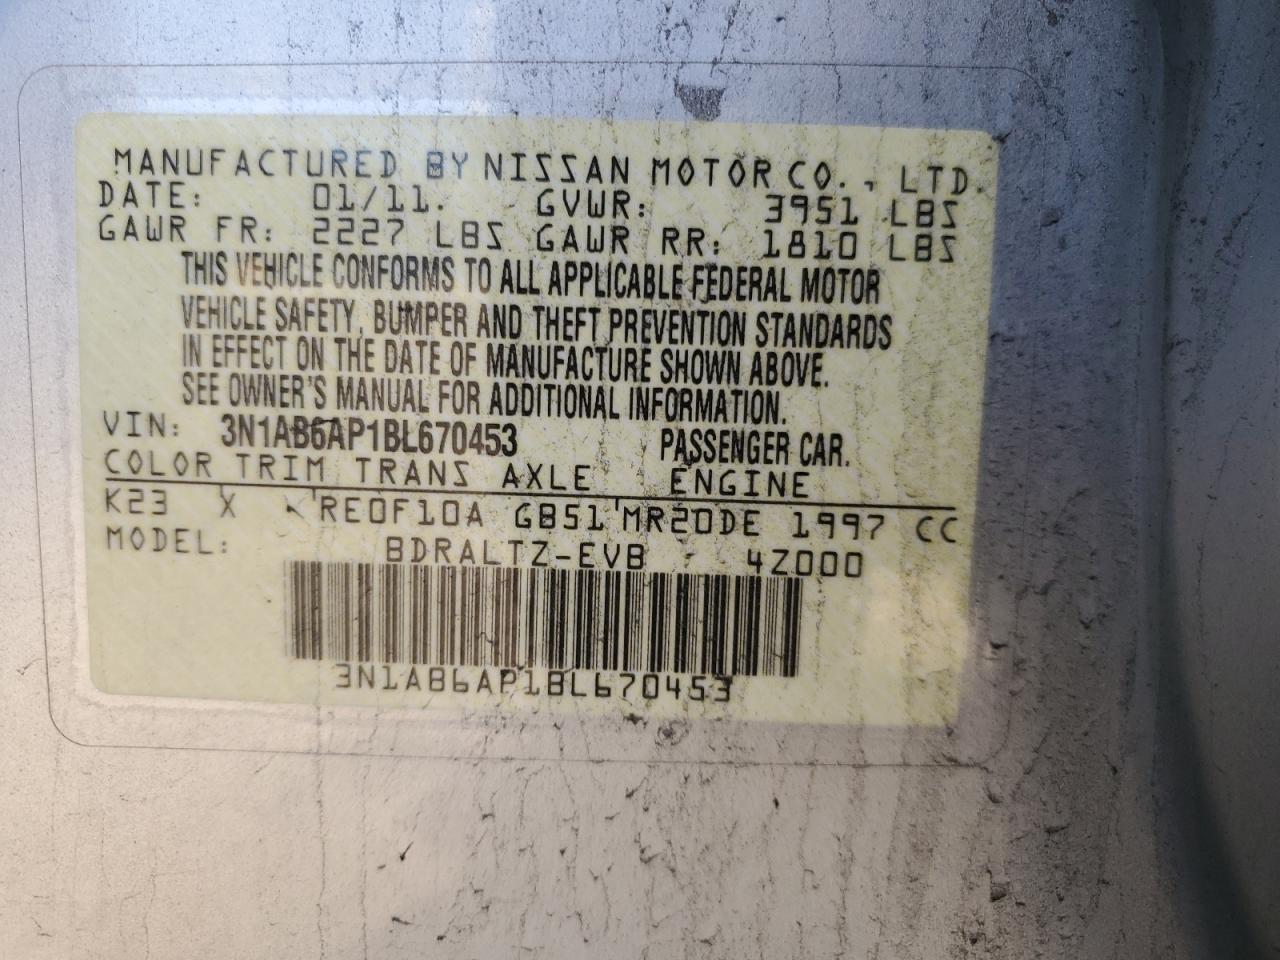 MANUFACTURED BY NISSAN MOTOR CO., LTD.
DATE: 01/11. GVWR: 3951 LBS
GAWR FR: 2227 LBS GAWR RR: 1810 LBS
THIS VEHICLE CONFORMS TO ALL APPLICABLE FEDERAL MOTOR
VEHICLE SAFETY, BUMPER AND THEFT PREVENTION STANDARDS
IN EFFECT ON THE DATE OF MANUFACTURE SHOWN ABOVE.
SEE OWNER'S MANUAL FOR ADDITIONAL INFORMATION.
VIN: 3N1AB6AP1BL670453 PASSENGER CAR.
COLOR TRIM TRANS AXLE ENGINE
K23 X RE0F10A GB51 MR20DE 1997 CC
MODEL: BDRALTZ-EVB - 4Z000
3N1AB6AP1BL670453